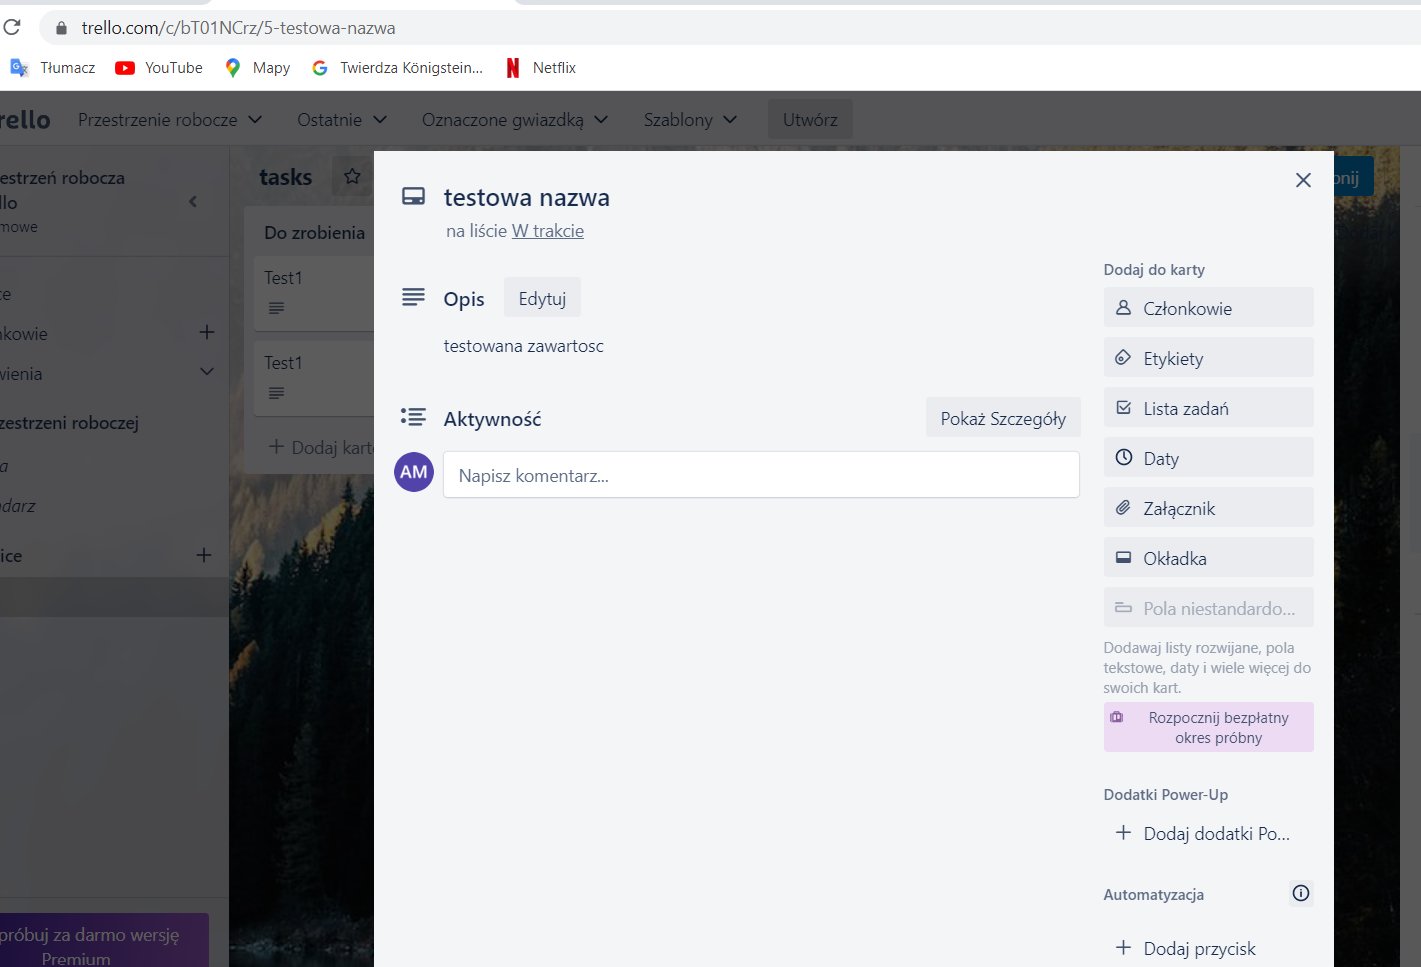 trello.com/c/bT01NCrz/5-testowa-nazwa
Tłumacz YouTube Mapy Twierdza Königstein... Netflix
rello Przestrzenie robocze Ostatnie Oznaczone gwiazdką Szablony Utwórz
estrzeń robocza
llo
mowe
te
nkowie
wienia
zestrzeni roboczej
a
ndarz
ice
próbuj za darmo wersję
Premium
tasks
onij
Do zrobienia
Test1
Test1
Dodaj kartę
testowa nazwa
na liście W trakcie
Opis Edytuj
testowana zawartosc
Aktywność Pokaż Szczegóły
AM Napisz komentarz...
Dodaj do karty
Członkowie
Etykiety
Lista zadań
Daty
Załącznik
Okładka
Pola niestandardo...
Dodawaj listy rozwijane, pola
tekstowe, daty i wiele więcej do
swoich kart.
Rozpocznij bezpłatny
okres próbny
Dodatki Power-Up
Dodaj dodatki Po...
Automatyzacja
Dodaj przycisk